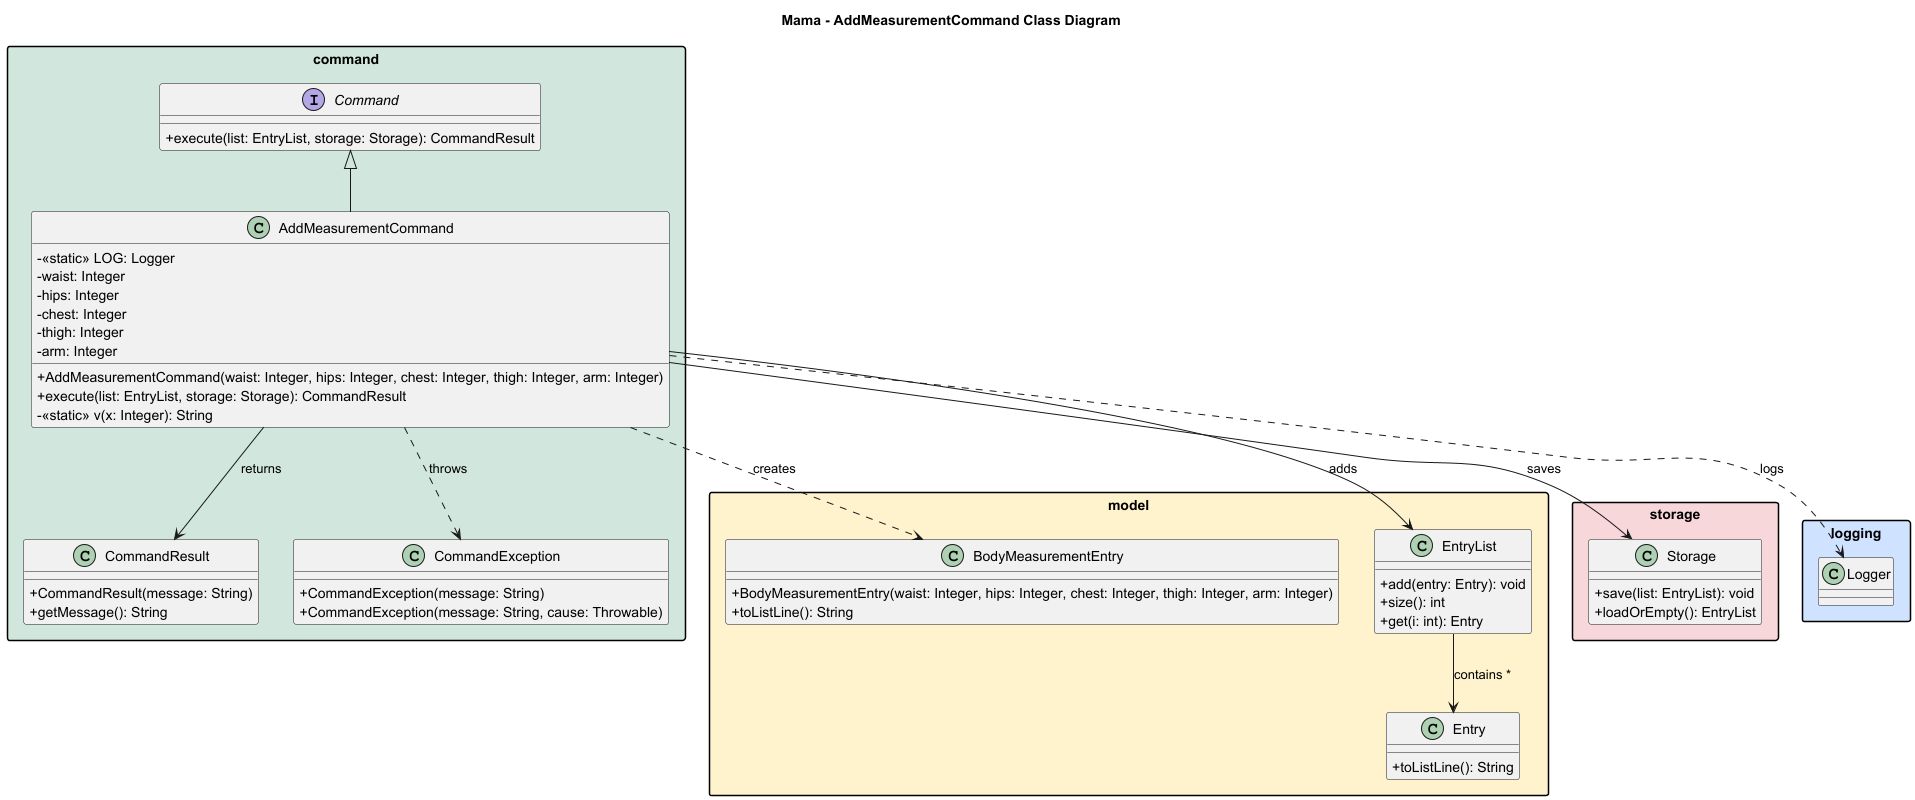 Mama - AddMeasurementCommand Class Diagram
command
I Command
+execute(list: EntryList, storage: Storage): CommandResult
C AddMeasurementCommand
-«static» LOG: Logger
-waist: Integer
-hips: Integer
-chest: Integer
-thigh: Integer
-arm: Integer
+AddMeasurementCommand(waist: Integer, hips: Integer, chest: Integer, thigh: Integer, arm: Integer)
+execute(list: EntryList, storage: Storage): CommandResult
-«static» v(x: Integer): String
returns
throws
creates
adds
saves
logs
C CommandResult
+CommandResult(message: String)
+getMessage(): String
C CommandException
+CommandException(message: String)
+CommandException(message: String, cause: Throwable)
model
C BodyMeasurementEntry
+BodyMeasurementEntry(waist: Integer, hips: Integer, chest: Integer, thigh: Integer, arm: Integer)
+toListLine(): String
C EntryList
+add(entry: Entry): void
+size(): int
+get(i: int): Entry
contains *
C Entry
+toListLine(): String
storage
C Storage
+save(list: EntryList): void
+loadOrEmpty(): EntryList
logging
C Logger